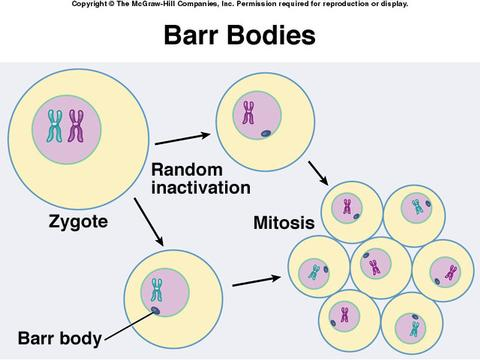 Copyright © The McGraw-Hill Companies, Inc. Permission required for reproduction or display.
Barr Bodies
Random
inactivation
Zygote
Mitosis
Barr body